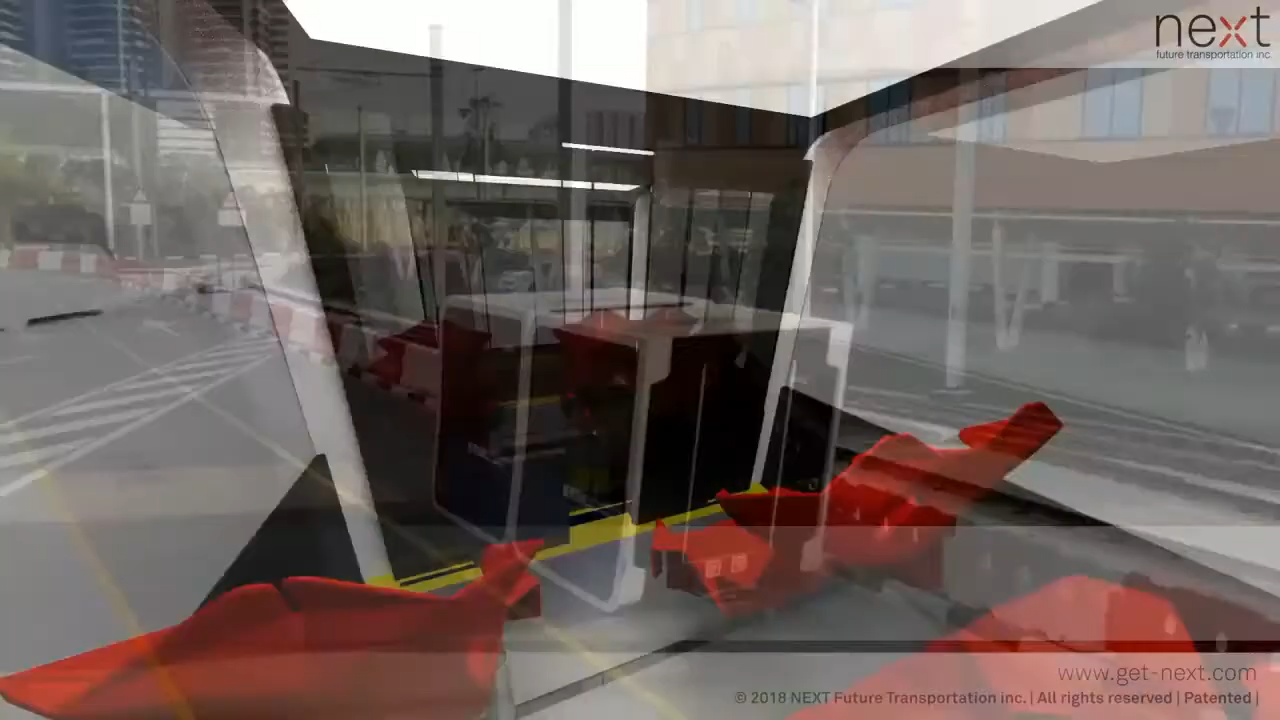 next
future transportation inc.
www.get-next.com
© 2018 NEXT Future Transportation inc. | All rights reserved | Patented |